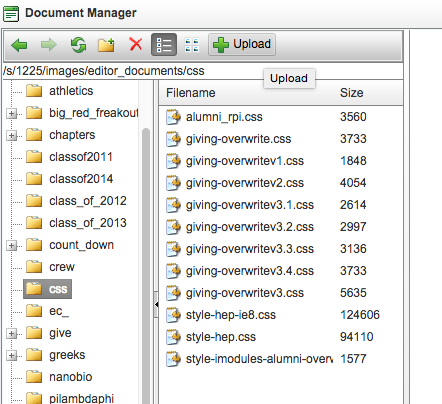 Document Manager
Upload
/s/1225/images/editor_documents/css
Upload
athletics
big_red_freakout
chapters
classof2011
classof2014
class_of_2012
class_of_2013
count_down
crew
css
ec_
give
greeks
nanobio
pilambdaphi
Filename Size
alumni_rpi.css 3560
giving-overwrite.css 3733
giving-overwritev1.css 1848
giving-overwritev2.css 4054
giving-overwritev3.1.css 2614
giving-overwritev3.2.css 2997
giving-overwritev3.3.css 3136
giving-overwritev3.4.css 3733
giving-overwritev3.css 5635
style-hep-ie8.css 124606
style-hep.css 94110
style-imodules-alumni-overw 1577